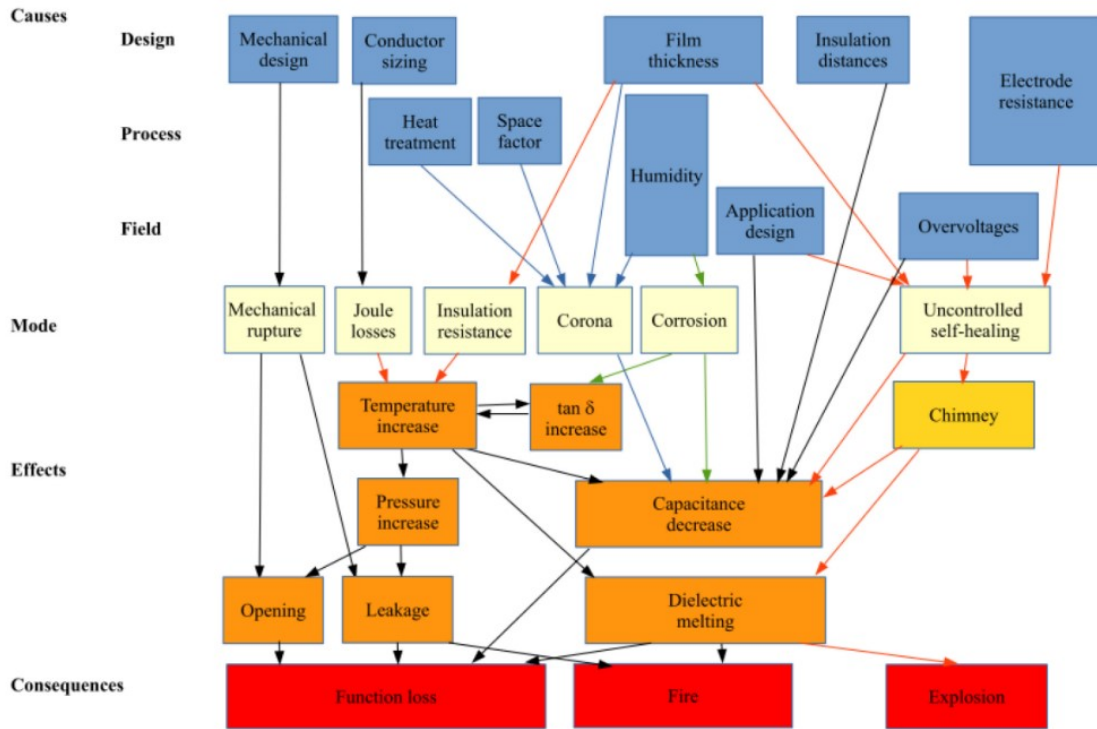 Causes
Design
Mechanical
design
Conductor
sizing
Film
thickness
Insulation
distances
Electrode
resistance
Process
Heat
treatment
Space
factor
Humidity
Field
Application
design
Overvoltages
Mode
Mechanical
rupture
Joule
losses
Insulation
resistance
Corona
Corrosion
Uncontrolled
self-healing
Temperature
increase
tan δ
increase
Chimney
Effects
Pressure
increase
Capacitance
decrease
Opening
Leakage
Dielectric
melting
Consequences
Function loss
Fire
Explosion